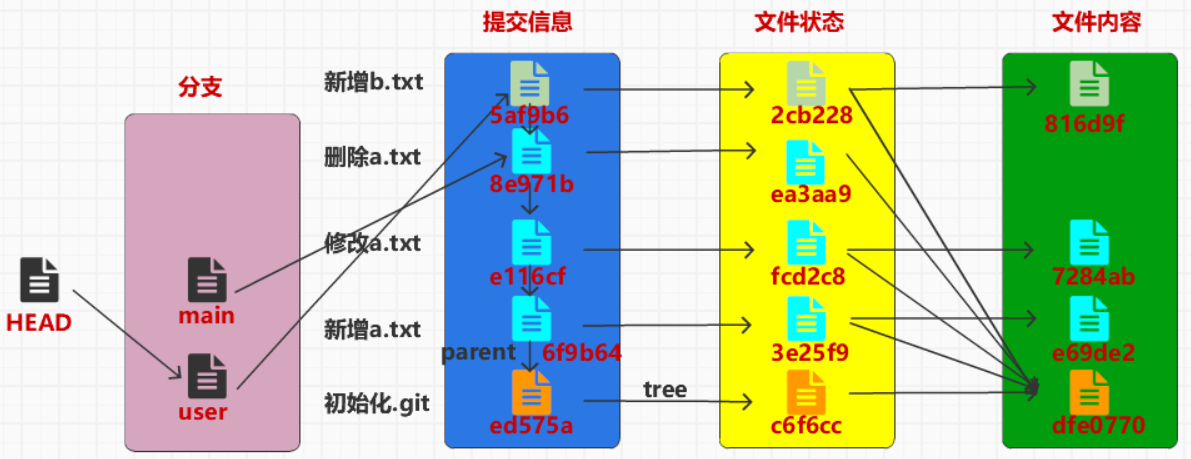 提交信息
文件状态
文件内容
分支
新增b.txt
5af9b6
2cb228
816d9f
删除a.txt
8e971b
ea3aa9
修改a.txt
e116cf
fcd2c8
7284ab
HEAD
main
新增a.txt
parent
6f9b64
3e25f9
e69de2
user
初始化.git
tree
ed575a
c6f6cc
dfe0770